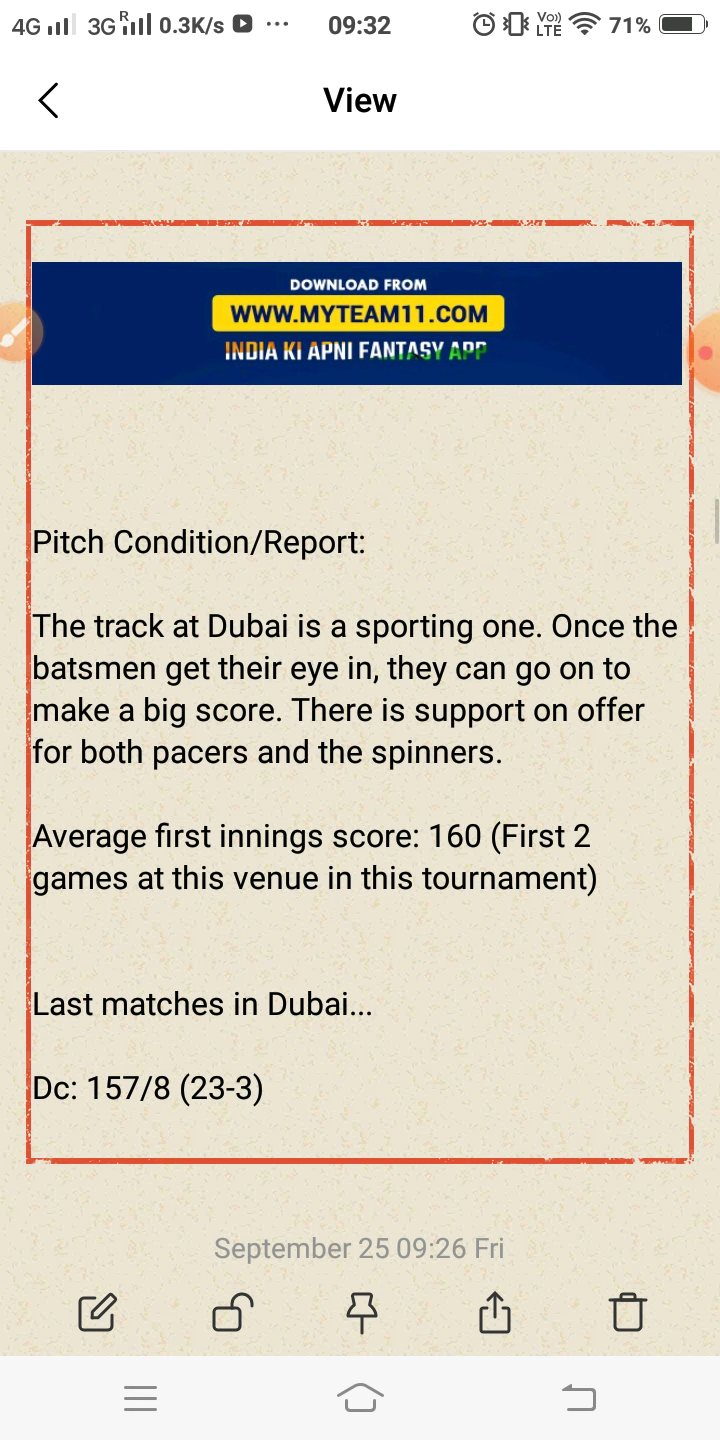 4G 3G R 0.3K/s ... 09:32 Vo)) LTE 71%
View
DOWNLOAD FROM
WWW.MYTEAM11.COM
INDIA KI APNI FANTASY APP
Pitch Condition/Report:
The track at Dubai is a sporting one. Once the
batsmen get their eye in, they can go on to
make a big score. There is support on offer
for both pacers and the spinners.
Average first innings score: 160 (First 2
games at this venue in this tournament)
Last matches in Dubai...
Dc: 157/8 (23-3)
September 25 09:26 Fri